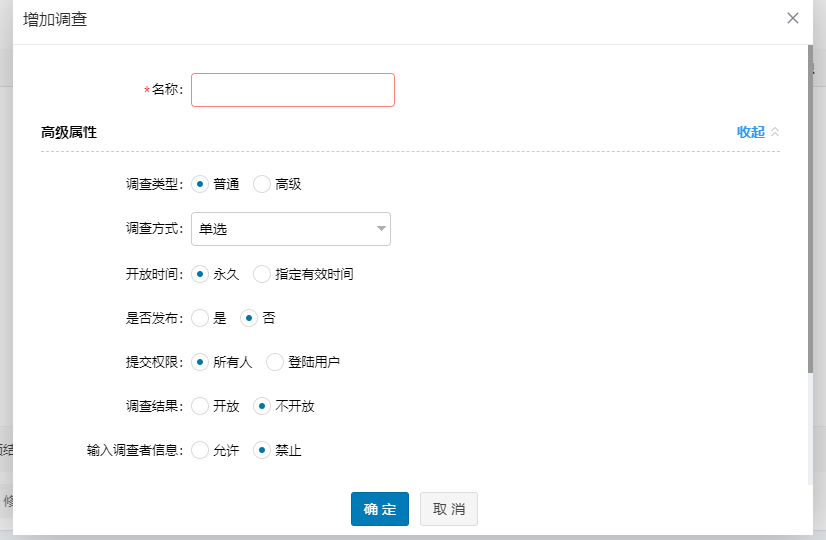 增加调查
*名称:
高级属性 收起
调查类型: 普通 高级
调查方式: 单选
开放时间: 永久 指定有效时间
是否发布: 是 否
提交权限: 所有人 登陆用户
调查结果: 开放 不开放
输入调查者信息: 允许 禁止
结
修
确定 取消